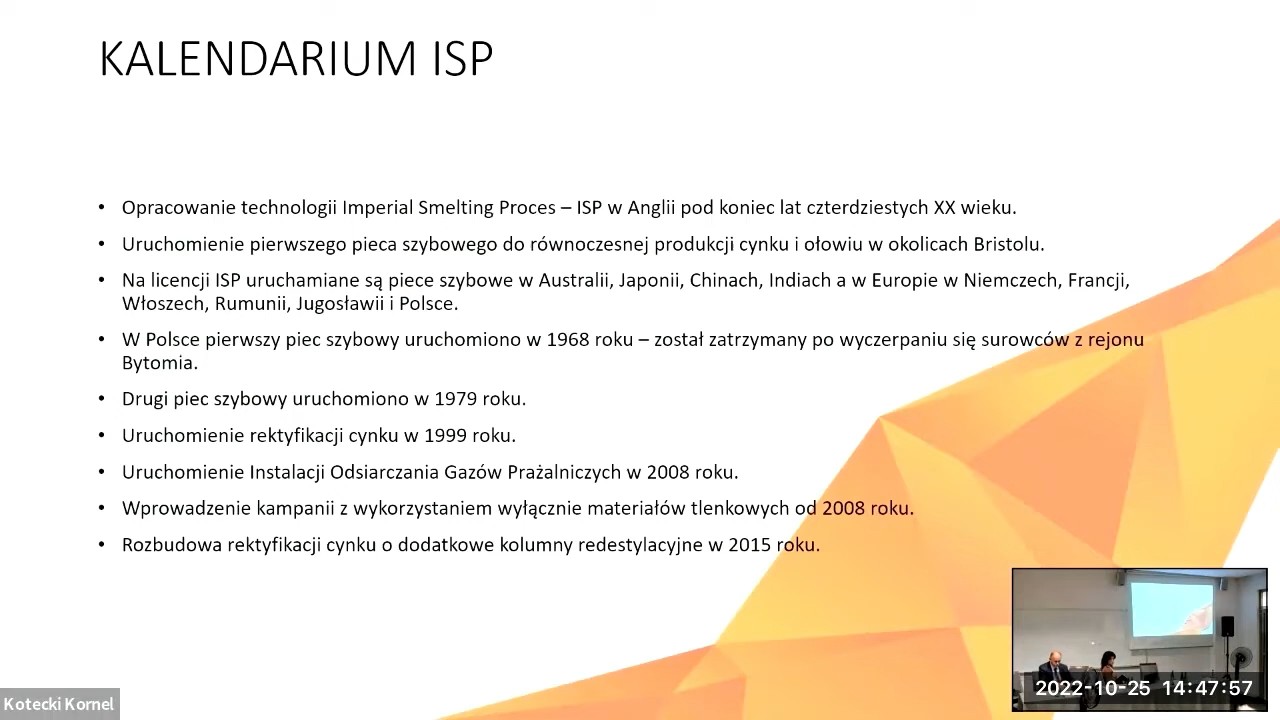 KALENDARIUM ISP
• Opracowanie technologii Imperial Smelting Proces – ISP w Anglii pod koniec lat czterdziestych XX wieku.
• Uruchomienie pierwszego pieca szybowego do równoczesnej produkcji cynku i ołowiu w okolicach Bristolu.
• Na licencji ISP uruchamiane są piece szybowe w Australii, Japonii, Chinach, Indiach a w Europie w Niemczech, Francji,
Włoszech, Rumunii, Jugosławii i Polsce.
• W Polsce pierwszy piec szybowy uruchomiono w 1968 roku – został zatrzymany po wyczerpaniu się surowców z rejonu
Bytomia.
• Drugi piec szybowy uruchomiono w 1979 roku.
• Uruchomienie rektyfikacji cynku w 1999 roku.
• Uruchomienie Instalacji Odsiarczania Gazów Prażalniczych w 2008 roku.
• Wprowadzenie kampanii z wykorzystaniem wyłącznie materiałów tlenkowych od 2008 roku.
• Rozbudowa rektyfikacji cynku o dodatkowe kolumny redestylacyjne w 2015 roku.
2022-10-25 14:47:57
Kotecki Kornel